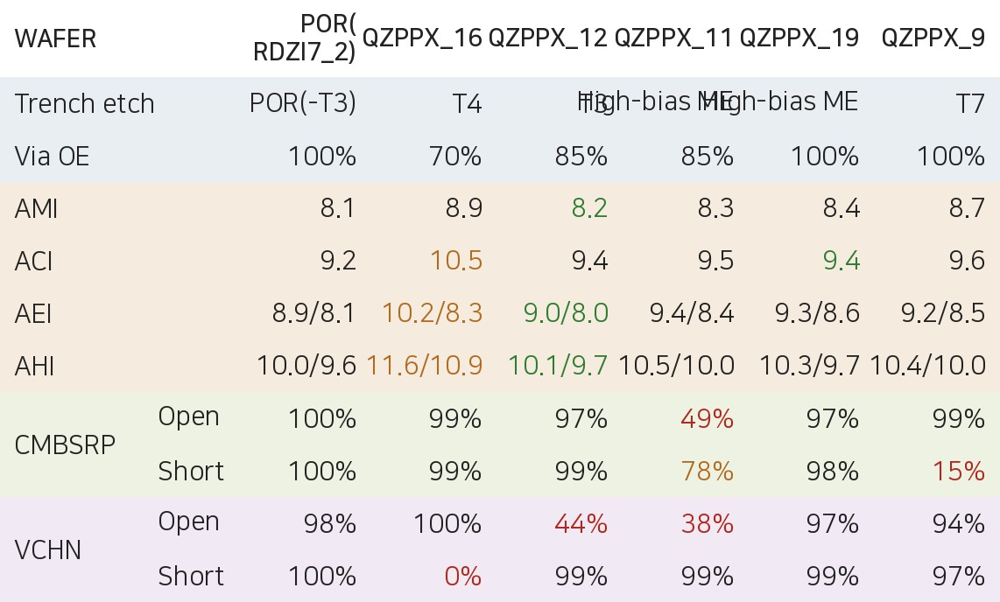 WAFER POR( RDZI7_2) QZPPX_16 QZPPX_12 QZPPX_11 QZPPX_19 QZPPX_9
Trench etch POR(-T3) T4 T3 High-bias ME High-bias ME T7
Via OE 100% 70% 85% 85% 100% 100%
AMI 8.1 8.9 8.2 8.3 8.4 8.7
ACI 9.2 10.5 9.4 9.5 9.4 9.6
AEI 8.9/8.1 10.2/8.3 9.0/8.0 9.4/8.4 9.3/8.6 9.2/8.5
AHI 10.0/9.6 11.6/10.9 10.1/9.7 10.5/10.0 10.3/9.7 10.4/10.0
CMBSRP
Open 100% 99% 97% 49% 97% 99%
Short 100% 99% 99% 78% 98% 15%
VCHN
Open 98% 100% 44% 38% 97% 94%
Short 100% 0% 99% 99% 99% 97%